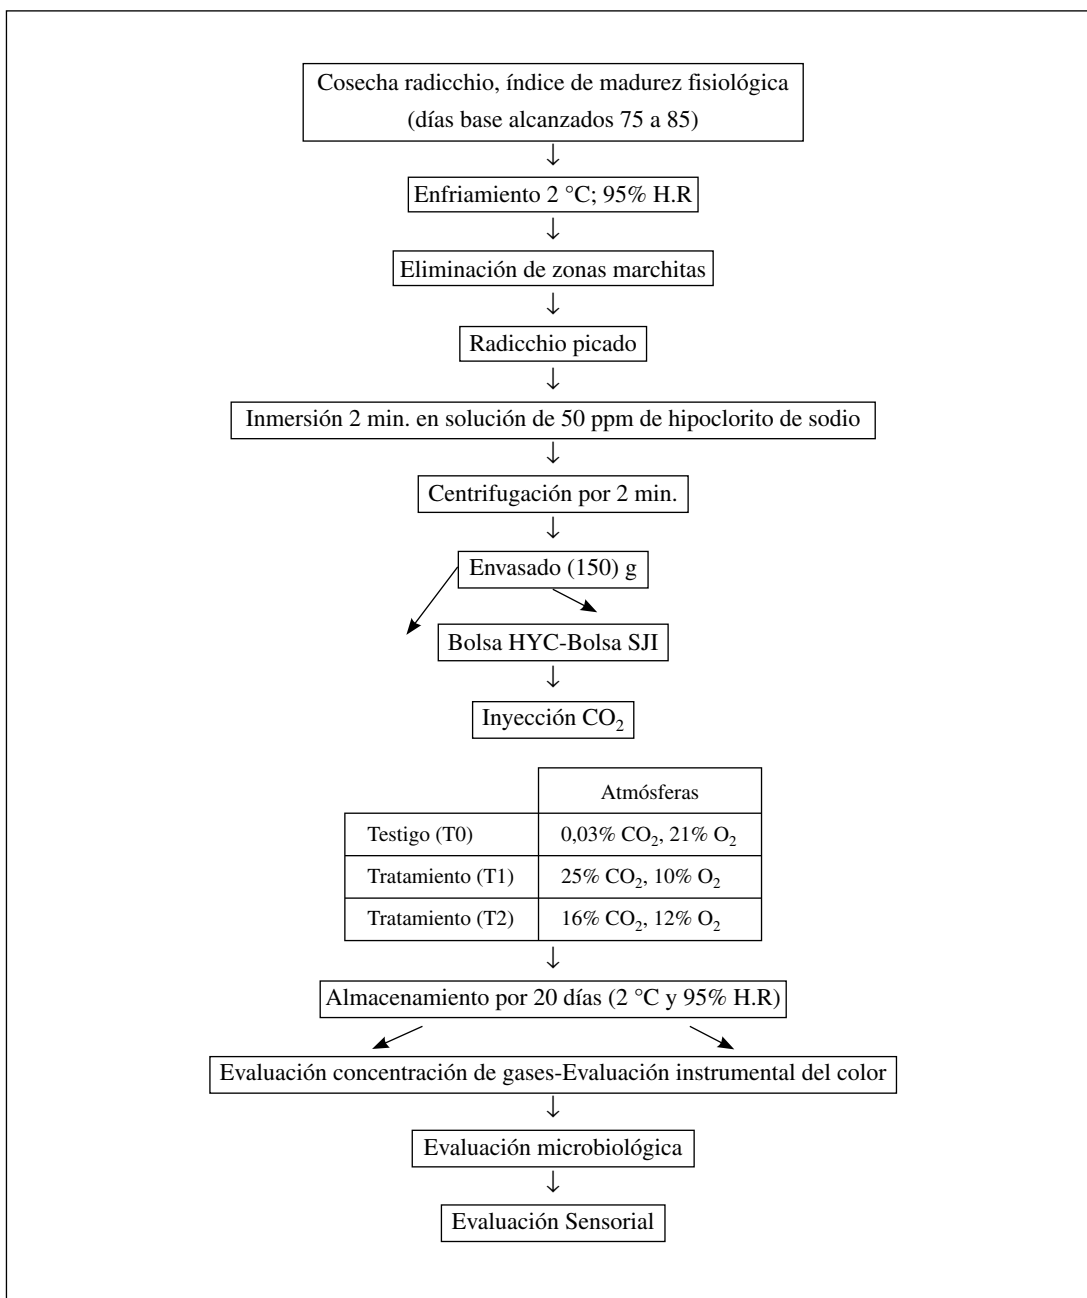 Cosecha radicchio, índice de madurez fisiológica
(días base alcanzados 75 a 85)
Enfriamiento 2 °C; 95% H.R
Eliminación de zonas marchitas
Radicchio picado
Inmersión 2 min. en solución de 50 ppm de hipoclorito de sodio
Centrifugación por 2 min.
Envasado (150) g
Bolsa HYC-Bolsa SJI
Inyección CO₂
Atmósferas
Testigo (T0) 0,03% CO₂, 21% O₂
Tratamiento (T1) 25% CO₂, 10% O₂
Tratamiento (T2) 16% CO₂, 12% O₂
Almacenamiento por 20 días (2 °C y 95% H.R)
Evaluación concentración de gases-Evaluación instrumental del color
Evaluación microbiológica
Evaluación Sensorial